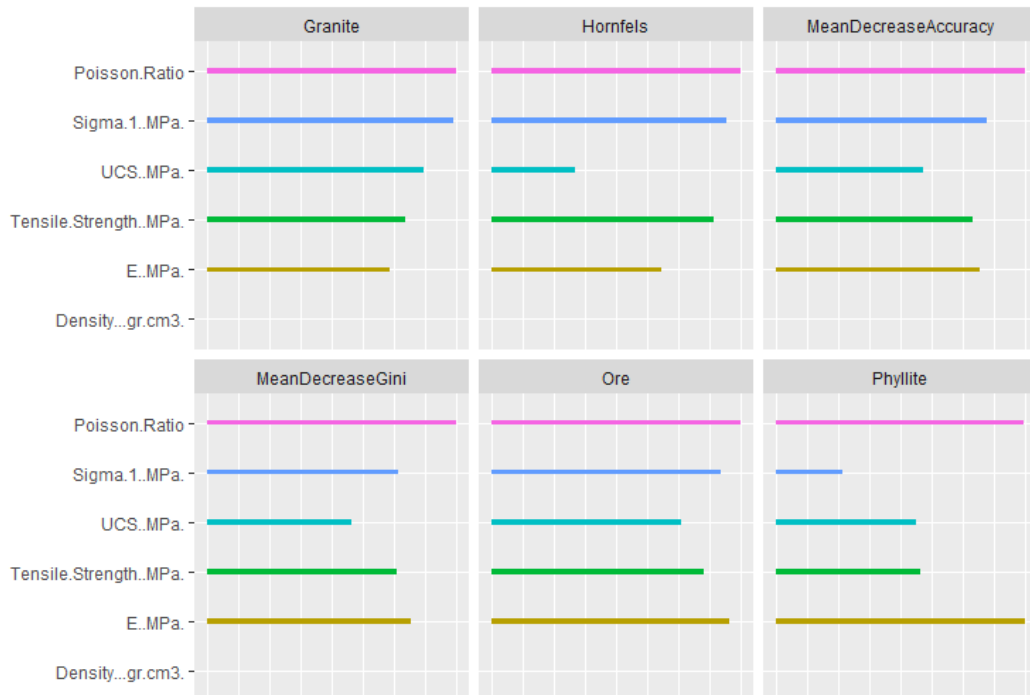 Granite
Hornfels
MeanDecreaseAccuracy
Poisson.Ratio
Sigma.1..MPa.
UCS..MPa.
Tensile.Strength..MPa.
E..MPa.
Density...gr.cm3.
MeanDecreaseGini
Ore
Phyllite
Poisson.Ratio
Sigma.1..MPa.
UCS..MPa.
Tensile.Strength..MPa.
E..MPa.
Density...gr.cm3.